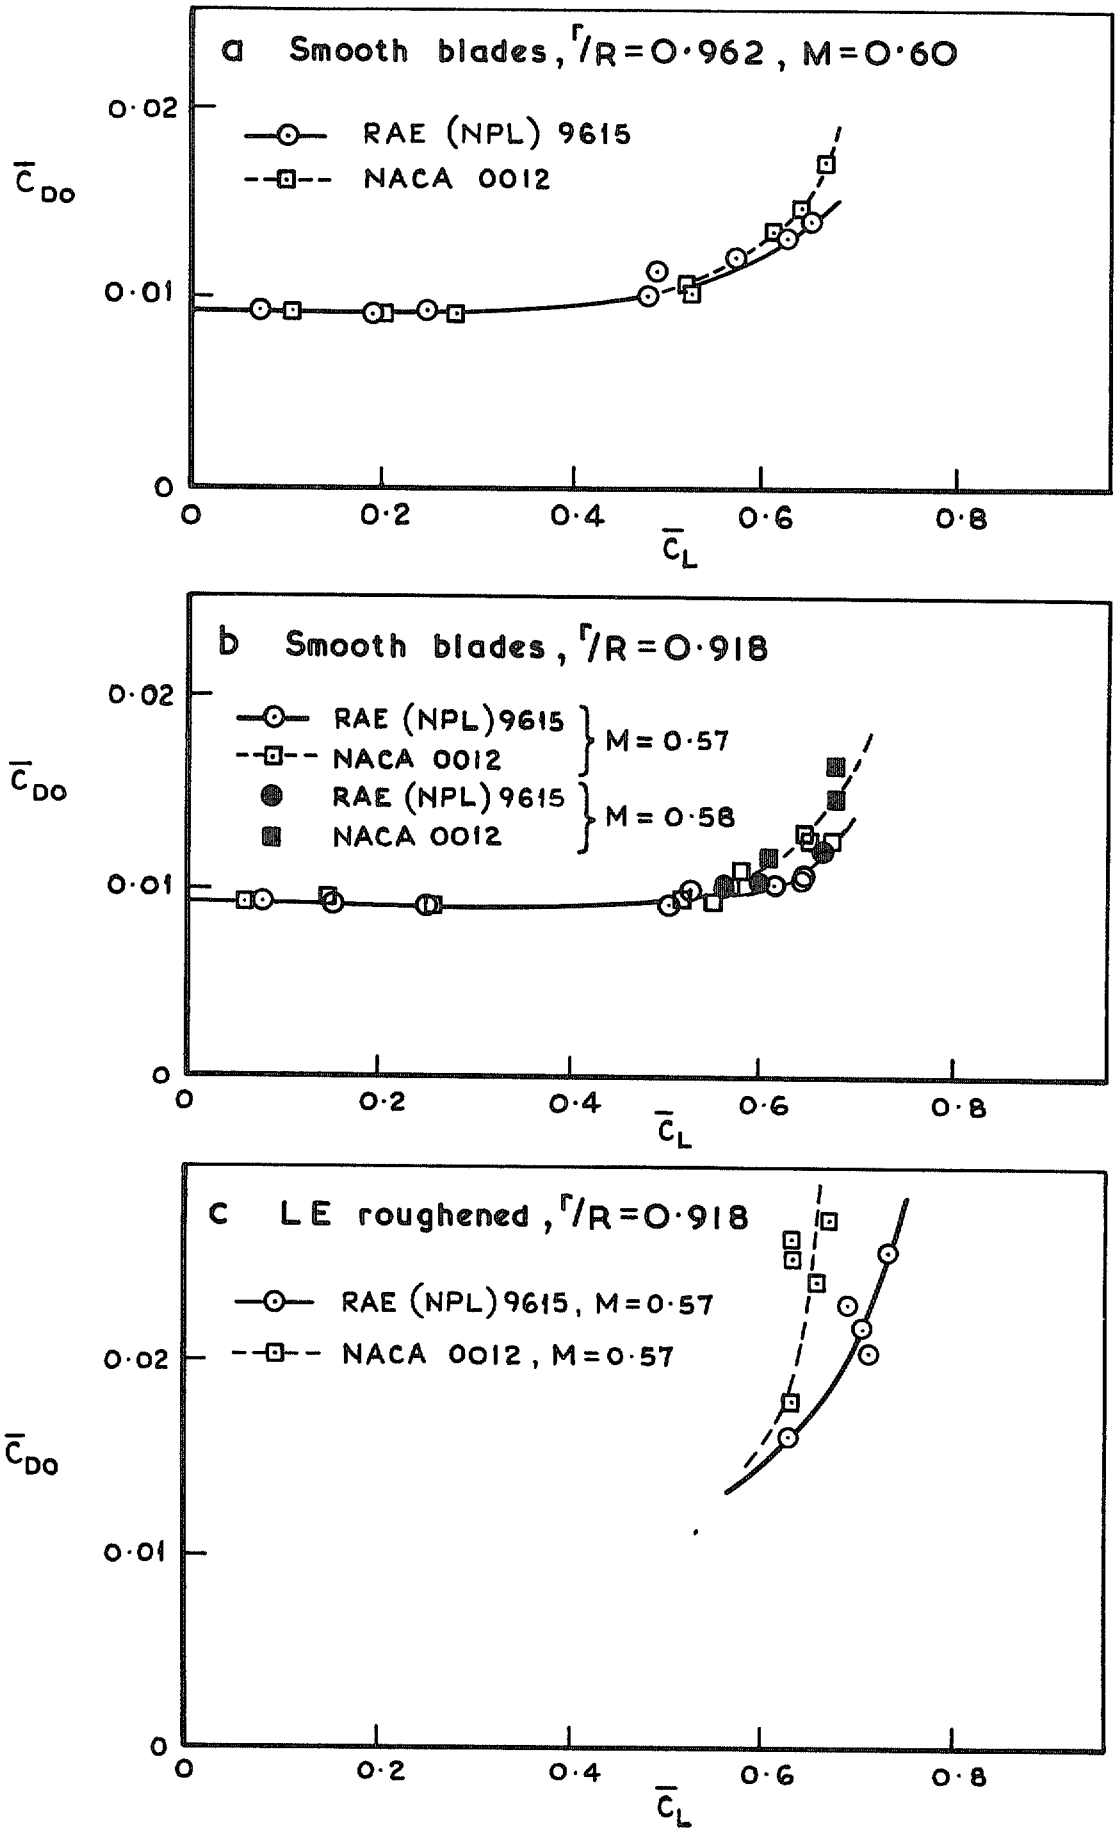 a Smooth blades, r/R = 0·962, M = 0·60
0·02
RAE (NPL) 9615
NACA 0012
C̅DO
0·01
0
0 0·2 0·4 0·6 0·8
C̅L
b Smooth blades, r/R = 0·918
0·02
RAE (NPL) 9615
NACA 0012
M = 0·57
C̅DO
RAE (NPL) 9615
NACA 0012
M = 0·58
0·01
0
0 0·2 0·4 0·6 0·8
C̅L
c LE roughened, r/R = 0·918
RAE (NPL) 9615, M = 0·57
NACA 0012, M = 0·57
0·02
C̅DO
0·01
0
0 0·2 0·4 0·6 0·8
C̅L